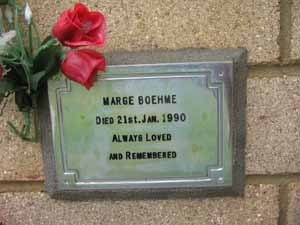 MARGE BOEHME
DIED 21ST. JAN. 1990
ALWAYS LOVED
AND REMEMBERED